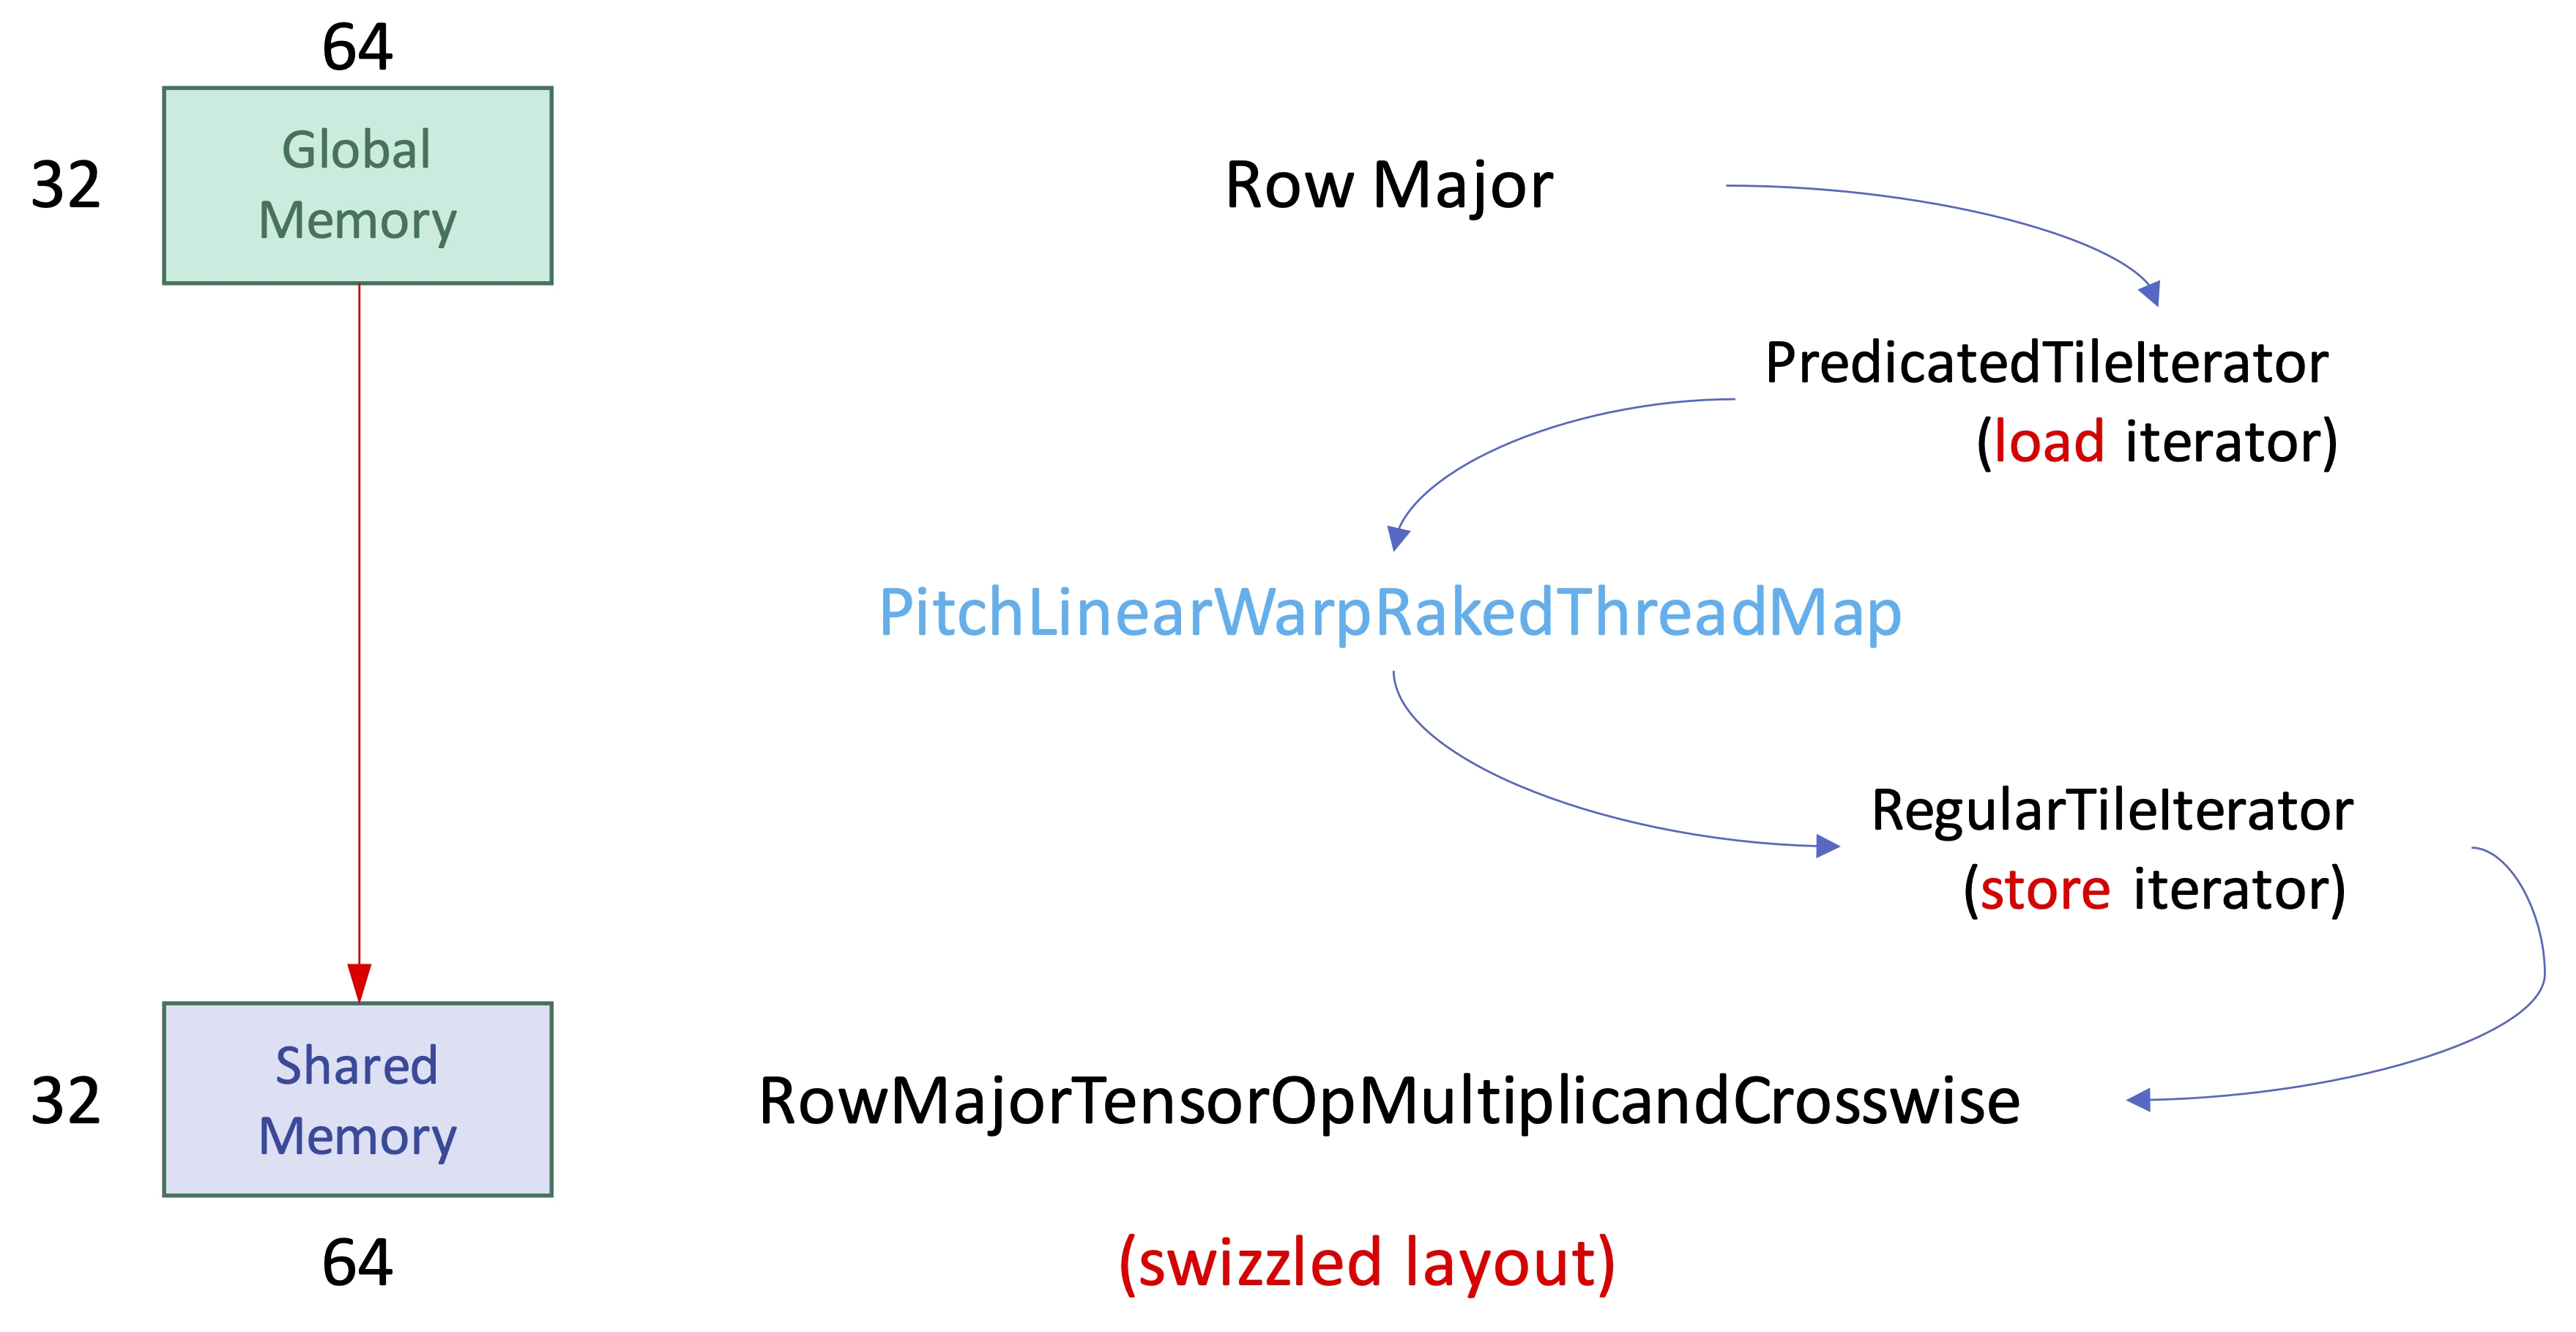 64
Global
Memory
32
Row Major
PredicatedTileIterator
(load iterator)
PitchLinearWarpRakedThreadMap
RegularTileIterator
(store iterator)
Shared
Memory
32
RowMajorTensorOpMultiplicandCrosswise
64
(swizzled layout)